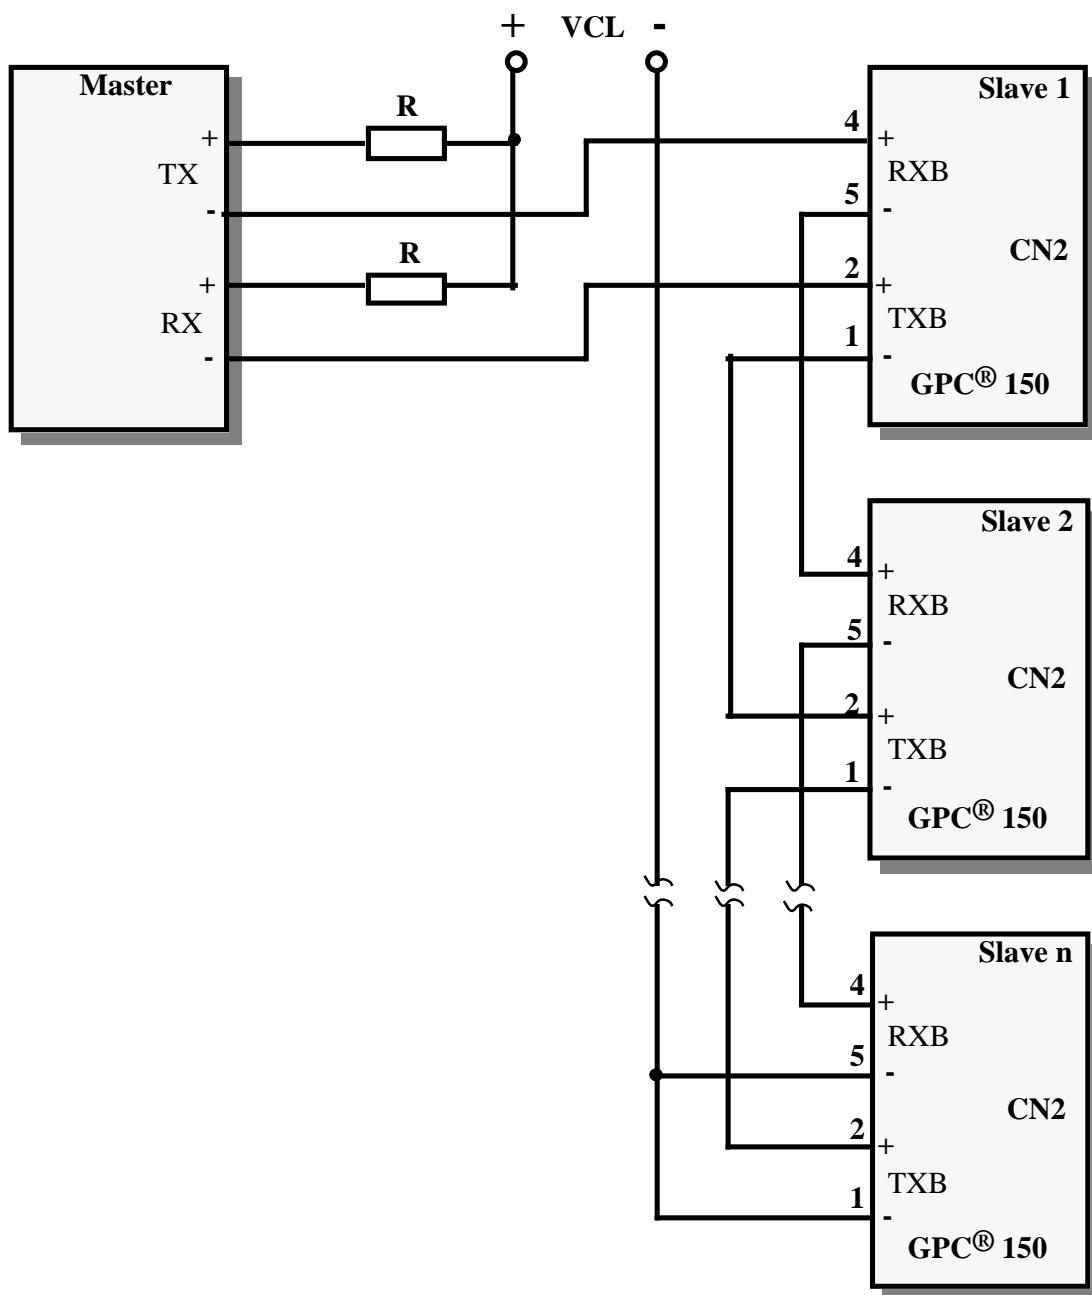 + VCL -
Master
R
+
TX
-
R
+
RX
-
Slave 1
4
+
RXB
5
-
CN2
2
+
TXB
1
-
GPC® 150
Slave 2
4
+
RXB
5
-
CN2
2
+
TXB
1
-
GPC® 150
Slave n
4
+
RXB
5
-
CN2
2
+
TXB
1
-
GPC® 150